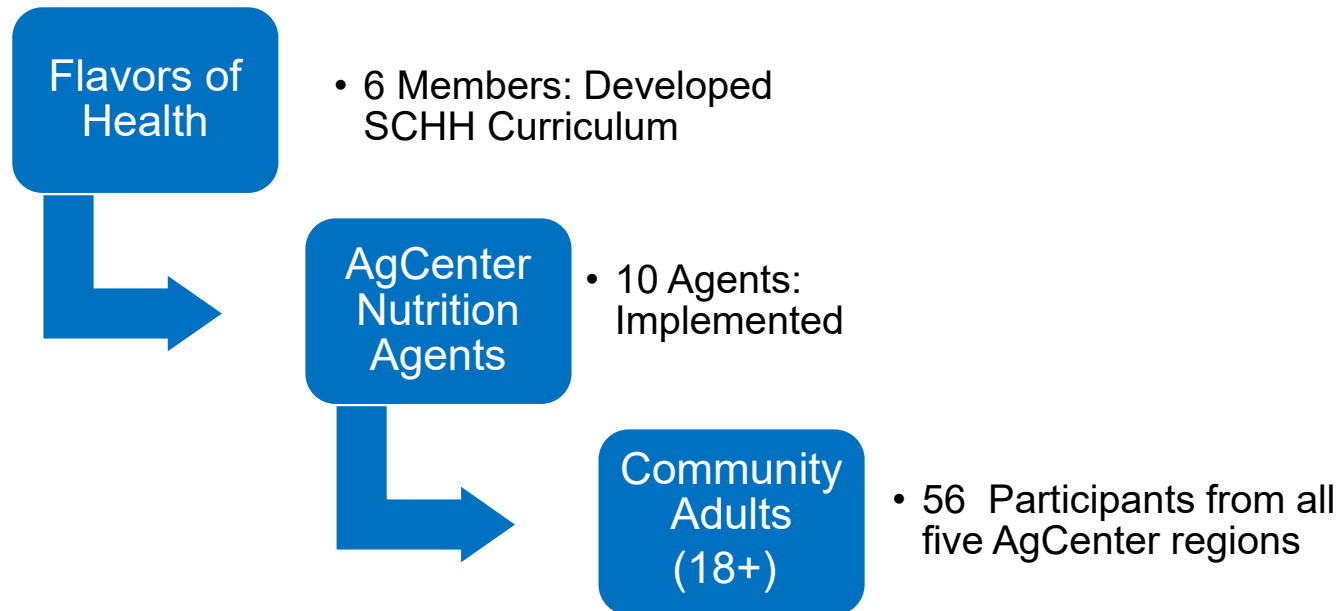 Flavors of
Health
• 6 Members: Developed
SCHH Curriculum
AgCenter
Nutrition
Agents
• 10 Agents:
Implemented
Community
Adults
(18+)
• 56  Participants from all
five AgCenter regions